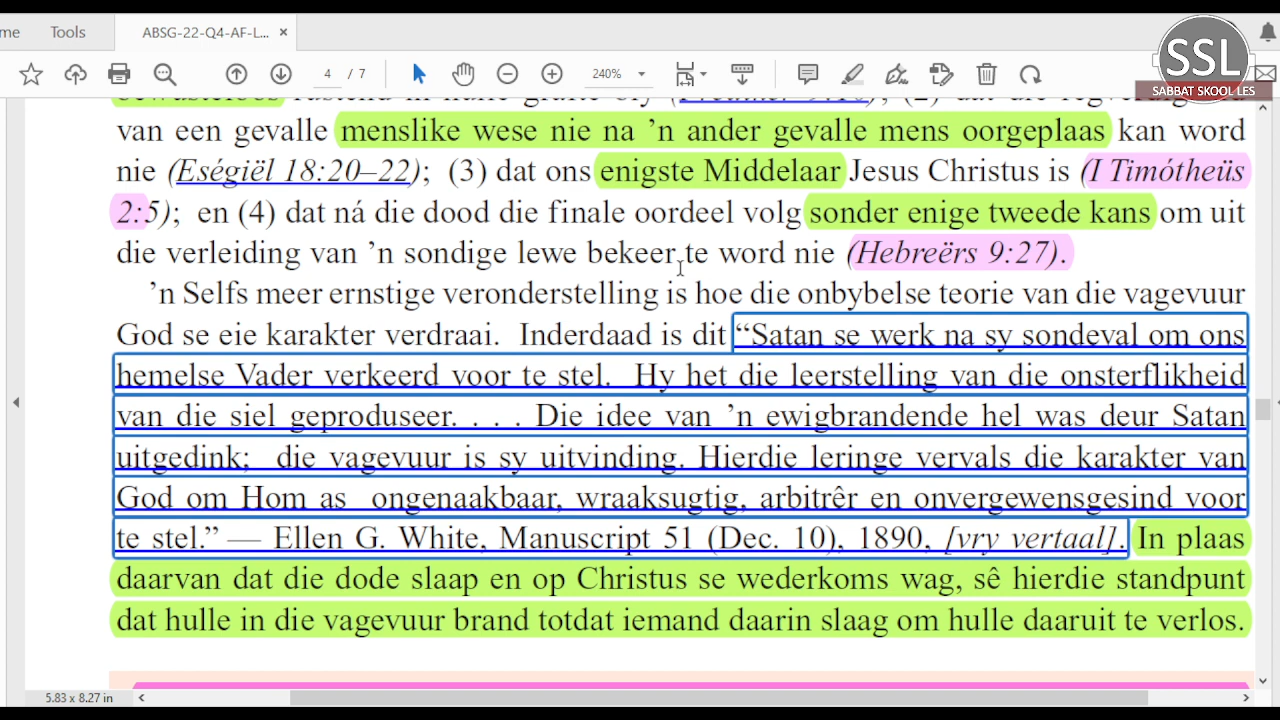 me Tools ABSG-22-Q4-AF-L... ×
4 / 7 240%
SSL
SABBAT SKOOL LES
van een gevalle menslike wese nie na ’n ander gevalle mens oorgeplaas kan word
nie (Eségiël 18:20–22); (3) dat ons enigste Middelaar Jesus Christus is (I Timótheüs
2:5); en (4) dat ná die dood die finale oordeel volg sonder enige tweede kans om uit
die verleiding van ’n sondige lewe bekeer te word nie (Hebreërs 9:27).
’n Selfs meer ernstige veronderstelling is hoe die onbybelse teorie van die vagevuur
God se eie karakter verdraai. Inderdaad is dit “Satan se werk na sy sondeval om ons
hemelse Vader verkeerd voor te stel. Hy het die leerstelling van die onsterflikheid
van die siel geproduseer. . . . Die idee van ’n ewigbrandende hel was deur Satan
uitgedink; die vagevuur is sy uitvinding. Hierdie leringe vervals die karakter van
God om Hom as ongenaakbaar, wraaksugtig, arbitrêr en onvergewensgesind voor
te stel.” — Ellen G. White, Manuscript 51 (Dec. 10), 1890, [vry vertaal]. In plaas
daarvan dat die dode slaap en op Christus se wederkoms wag, sê hierdie standpunt
dat hulle in die vagevuur brand totdat iemand daarin slaag om hulle daaruit te verlos.
5.83 x 8.27 in